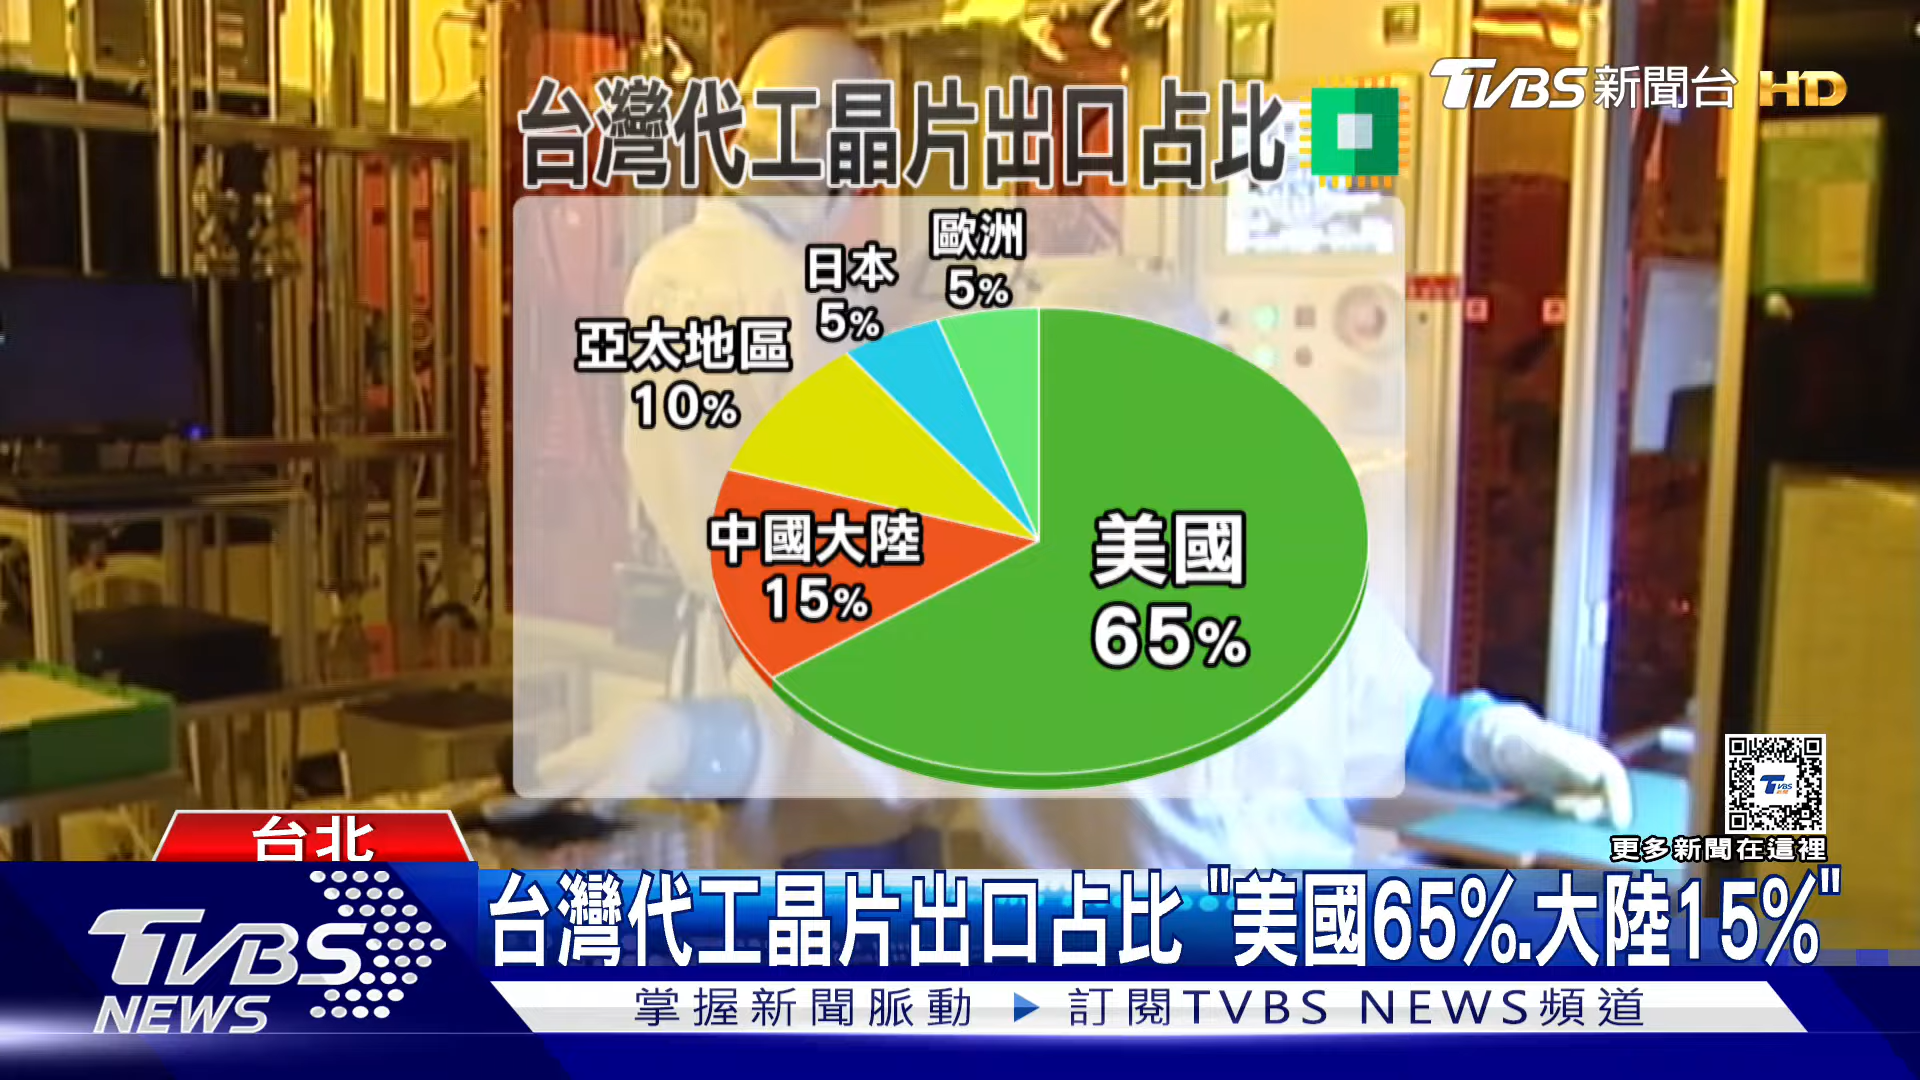 TVBS新聞台 HD
台灣代工晶片出口占比
歐洲
5%
日本
5%
亞太地區
10%
中國大陸
15%
美國
65%
TVBS
更多新聞在這裡
台北
台灣代工晶片出口占比 "美國65%.大陸15%"
TVBS
NEWS
掌握新聞脈動 ▶ 訂閱TVBS NEWS頻道